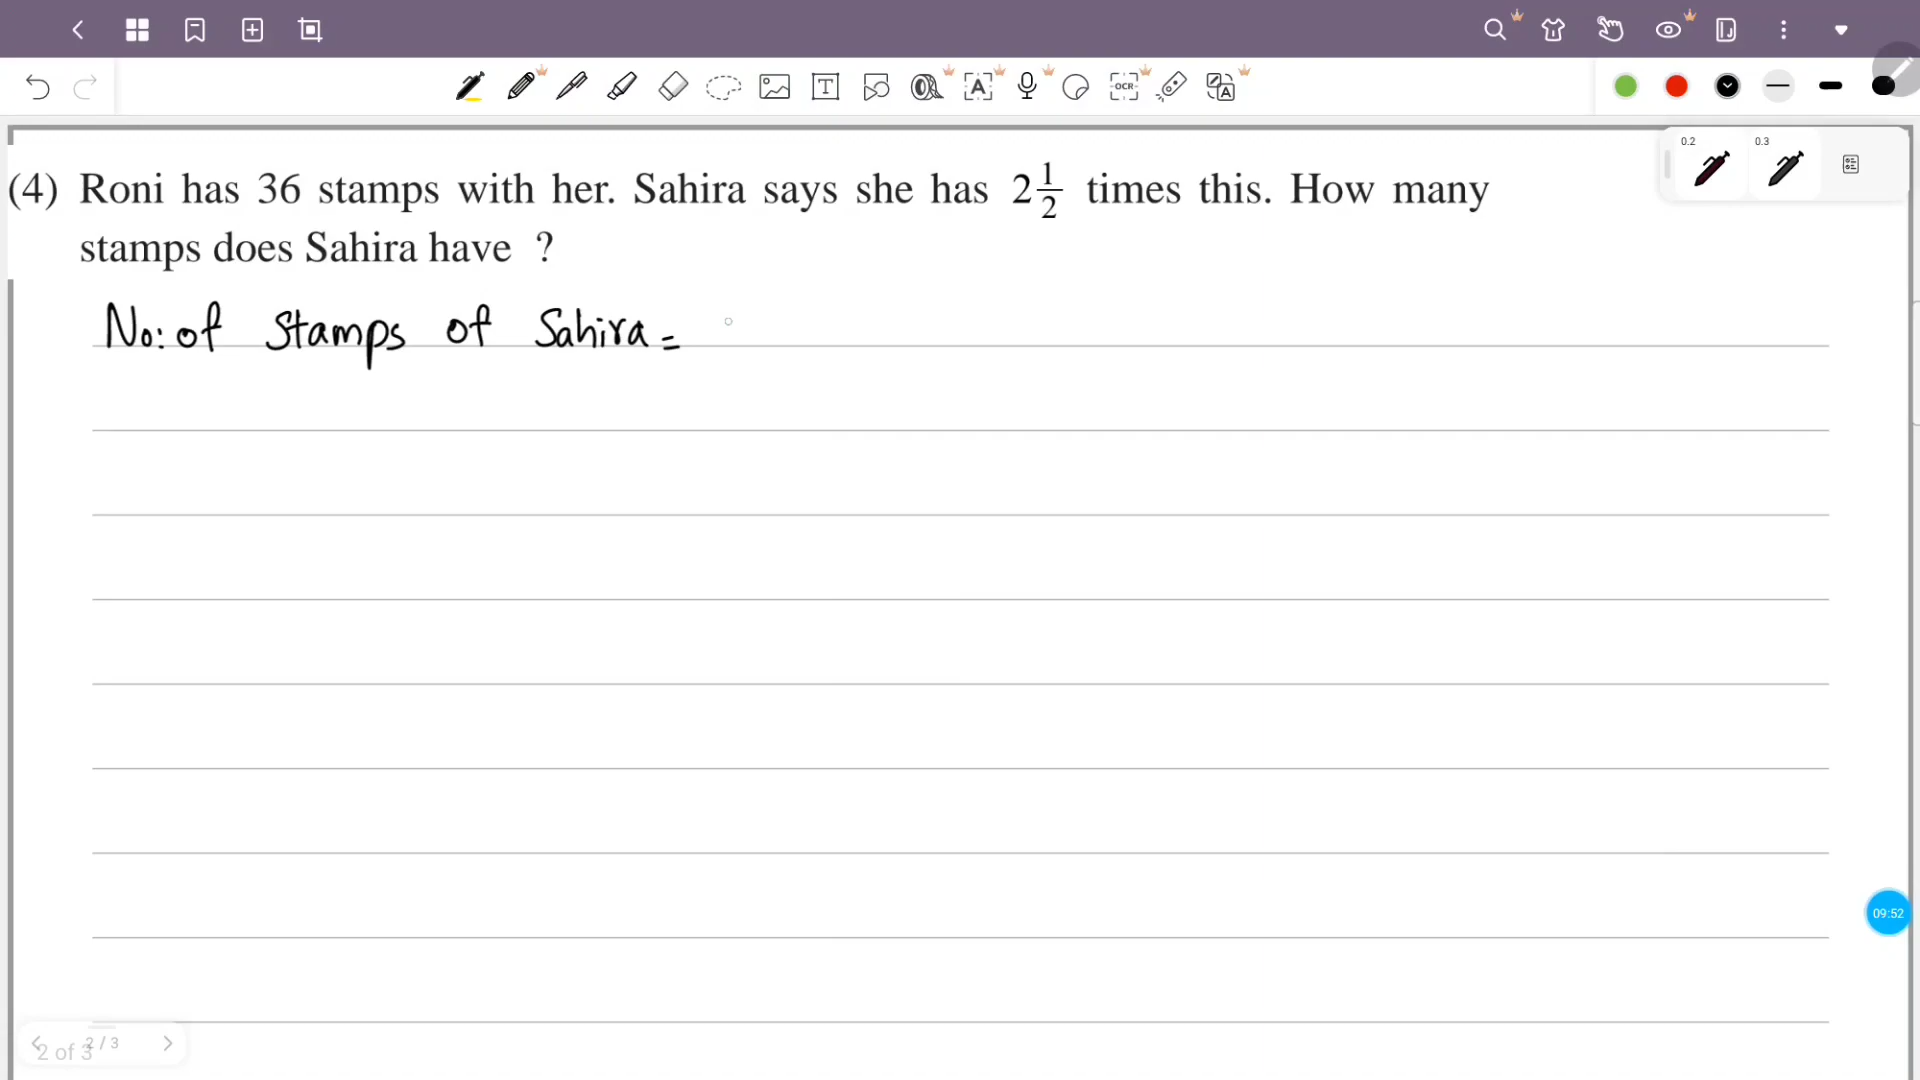 0.2 0.3
(4) Roni has 36 stamps with her. Sahira says she has 2 1/2 times this. How many
stamps does Sahira have ?
No: of Stamps of Sahira =
09:52
2 / 3
2 of 3
OCR